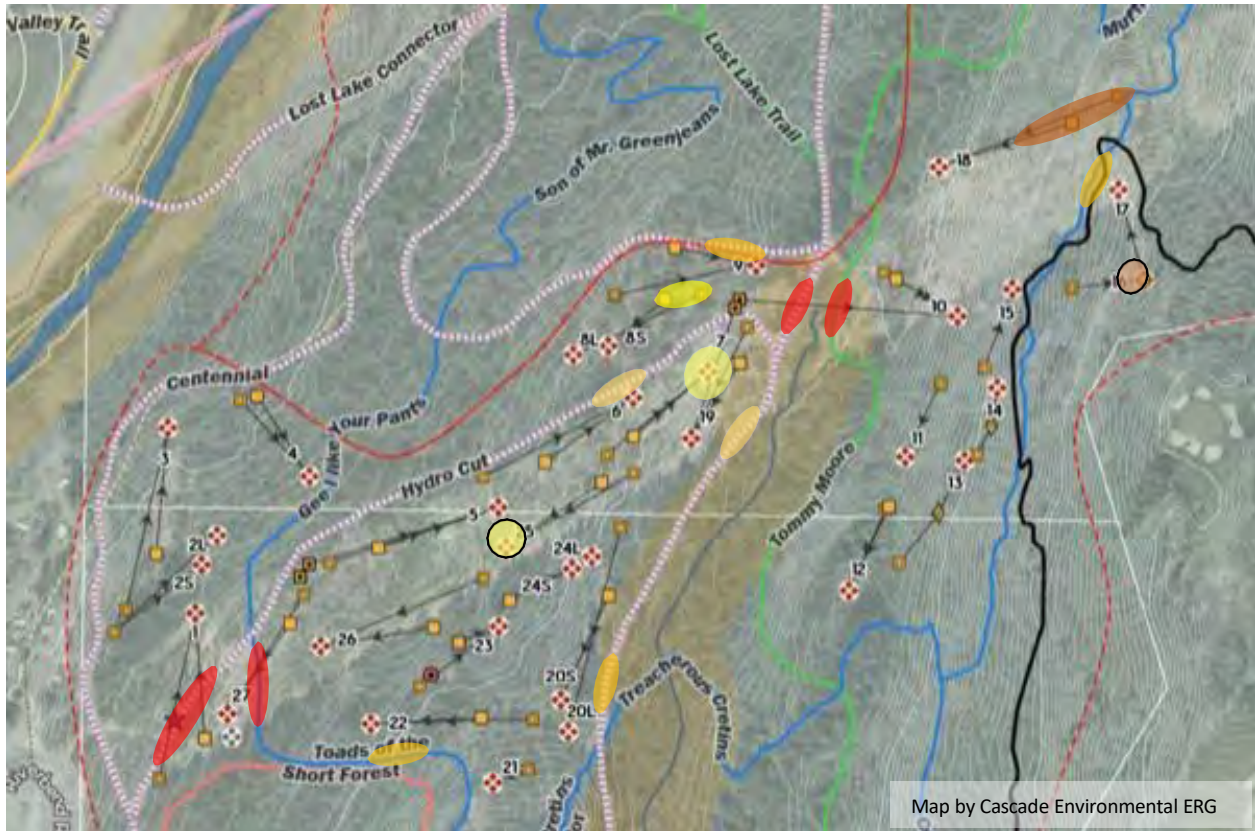 Valley Trail
Lost Lake Connector
Lost Lake Trail
Son of Mr. Greenjeans
18
17
9
8L
8S
7
10
15
Centennial
Gee I like Your Pants
6
19
14
11
Hydro Cut
3
4
13
5
Tommy Moore
2L
2S
24L
12
24S
1
26
23
27
20S
20L
Treacherous Cretins
22
Toads of the
Short Forest
21
Map by Cascade Environmental ERG